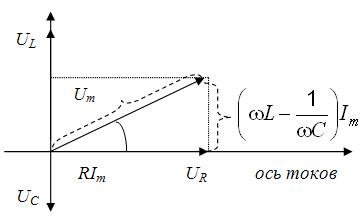 U_L
U_m
(ωL − 1/(ωC)) I_m
U_C
RI_m
U_R
ось токов